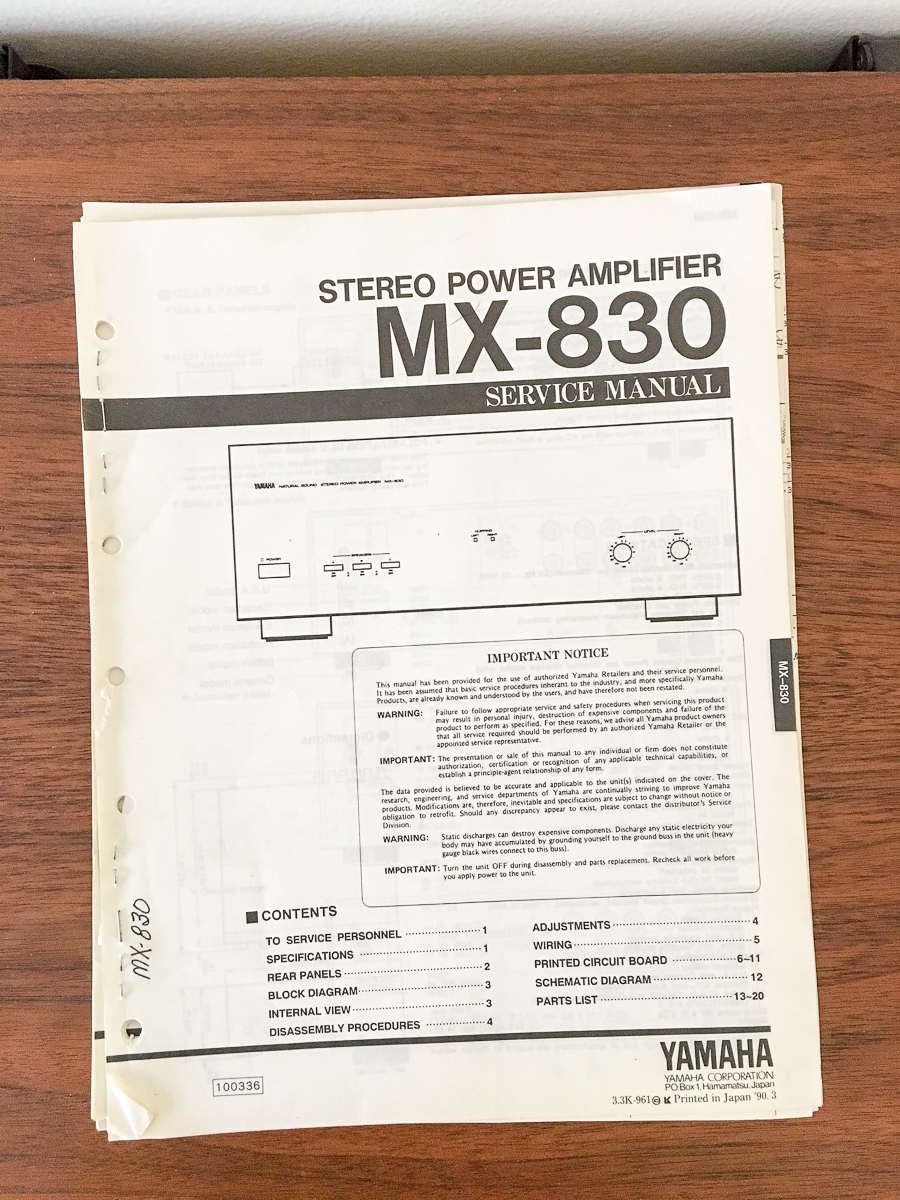 STEREO POWER AMPLIFIER
MX-830
SERVICE MANUAL
YAMAHA NATURAL SOUND STEREO POWER AMPLIFIER MX-830
POWER
SPEAKERS
CLIPPING
LEFT RIGHT
LEVEL
LEFT
RIGHT
IMPORTANT NOTICE
This manual has been provided for the use of authorized Yamaha Retailers and their service personnel.
It has been assumed that basic service procedures inherant to the industry, and more specifically Yamaha
Products, are already known and understood by the users, and have therefore not been restated.
WARNING: Failure to follow appropriate service and safety procedures when servicing this product
may result in personal injury, destruction of expensive components and failure of the
product to perform as specified. For these reasons, we advise all Yamaha product owners
that all service required should be performed by an authorized Yamaha Retailer or the
appointed service representative.
IMPORTANT: The presentation or sale of this manual to any individual or firm does not constitute
authorization, certification or recognition of any applicable technical capabilities, or
establish a principle-agent relationship of any form.
The data provided is believed to be accurate and applicable to the unit(s) indicated on the cover. The
research, engineering, and service departments of Yamaha are continually striving to improve Yamaha
products. Modifications are, therefore, inevitable and specifications are subject to change without notice or
obligation to retrofit. Should any discrepancy appear to exist, please contact the distributor's Service
Division.
WARNING: Static discharges can destroy expensive components. Discharge any static electricity your
body may have accumulated by grounding yourself to the ground buss in the unit (heavy
gauge black wires connect to this buss).
IMPORTANT: Turn the unit OFF during disassembly and parts replacement. Recheck all work before
you apply power to the unit.
MX-830
■ CONTENTS
TO SERVICE PERSONNEL ........ 1
SPECIFICATIONS ........ 1
REAR PANELS ........ 2
BLOCK DIAGRAM ........ 3
INTERNAL VIEW ........ 3
DISASSEMBLY PROCEDURES ........ 4
ADJUSTMENTS ........ 4
WIRING ........ 5
PRINTED CIRCUIT BOARD ........ 6~11
SCHEMATIC DIAGRAM ........ 12
PARTS LIST ........ 13~20
MX-830
100336
YAMAHA
YAMAHA CORPORATION
P.O.Box 1, Hamamatsu, Japan
3.3K-961 Printed in Japan '90. 3